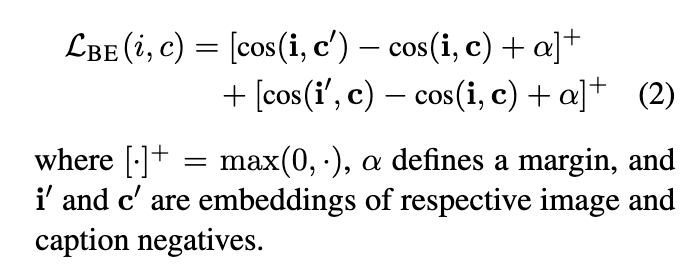 ℒ_BE(i, c) = [cos(𝐢, 𝐜′) − cos(𝐢, 𝐜) + α]⁺
+ [cos(𝐢′, 𝐜) − cos(𝐢, 𝐜) + α]⁺ (2)
where [·]⁺ = max(0, ·), α defines a margin, and
𝐢′ and 𝐜′ are embeddings of respective image and
caption negatives.